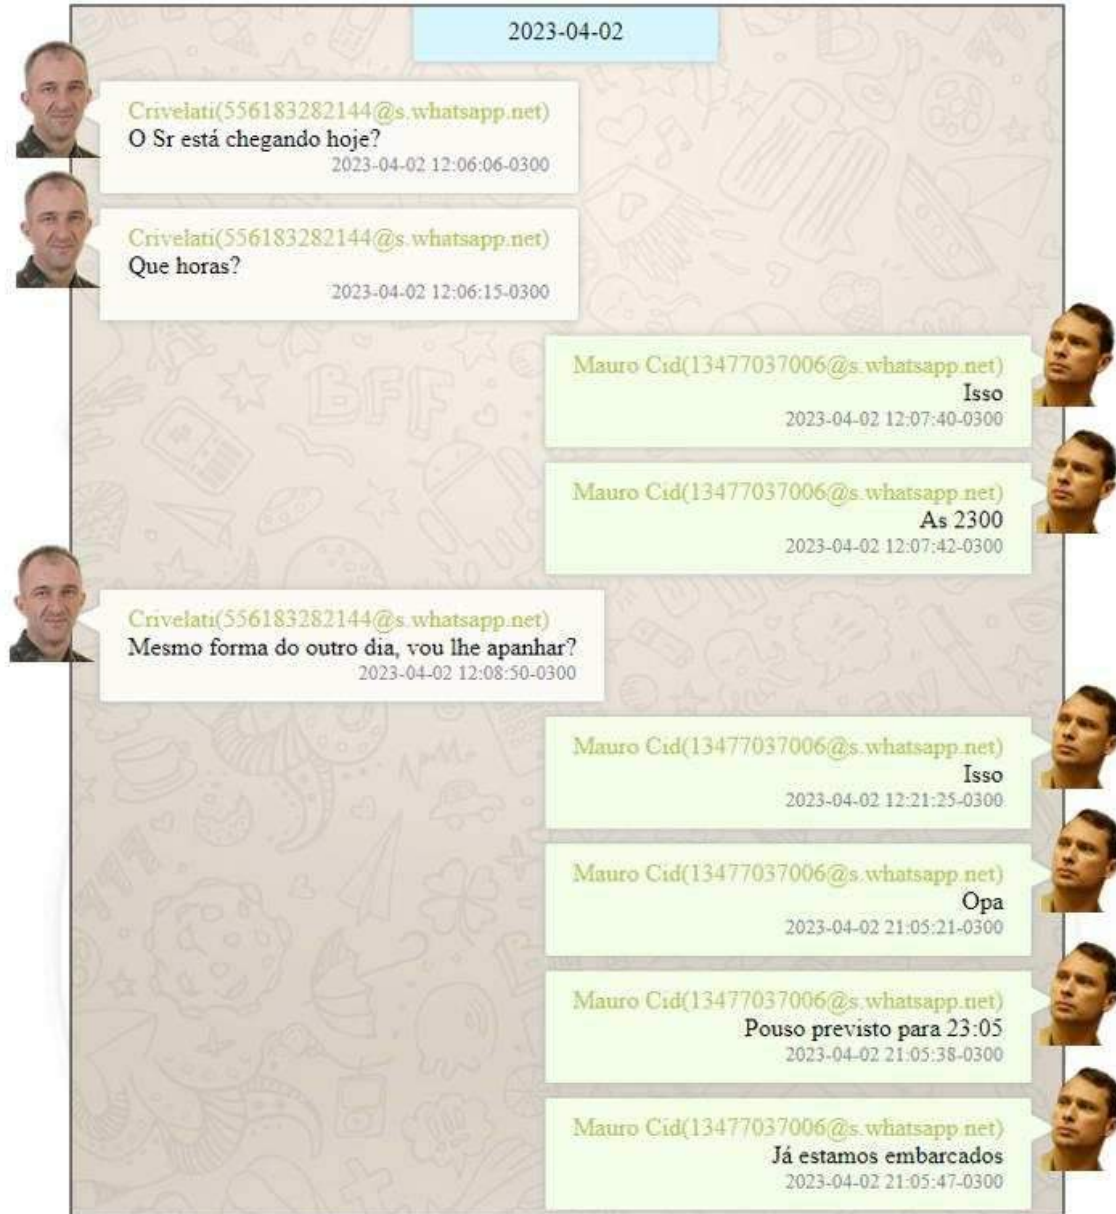 2023-04-02
Crivelati(556183282144@s.whatsapp.net)
O Sr está chegando hoje?
2023-04-02 12:06:06-0300
Crivelati(556183282144@s.whatsapp.net)
Que horas?
2023-04-02 12:06:15-0300
Mauro Cid(13477037006@s.whatsapp.net)
Isso
2023-04-02 12:07:40-0300
Mauro Cid(13477037006@s.whatsapp.net)
As 2300
2023-04-02 12:07:42-0300
Crivelati(556183282144@s.whatsapp.net)
Mesmo forma do outro dia, vou lhe apanhar?
2023-04-02 12:08:50-0300
Mauro Cid(13477037006@s.whatsapp.net)
Isso
2023-04-02 12:21:25-0300
Mauro Cid(13477037006@s.whatsapp.net)
Opa
2023-04-02 21:05:21-0300
Mauro Cid(13477037006@s.whatsapp.net)
Pouso previsto para 23:05
2023-04-02 21:05:38-0300
Mauro Cid(13477037006@s.whatsapp.net)
Já estamos embarcados
2023-04-02 21:05:47-0300
BFF